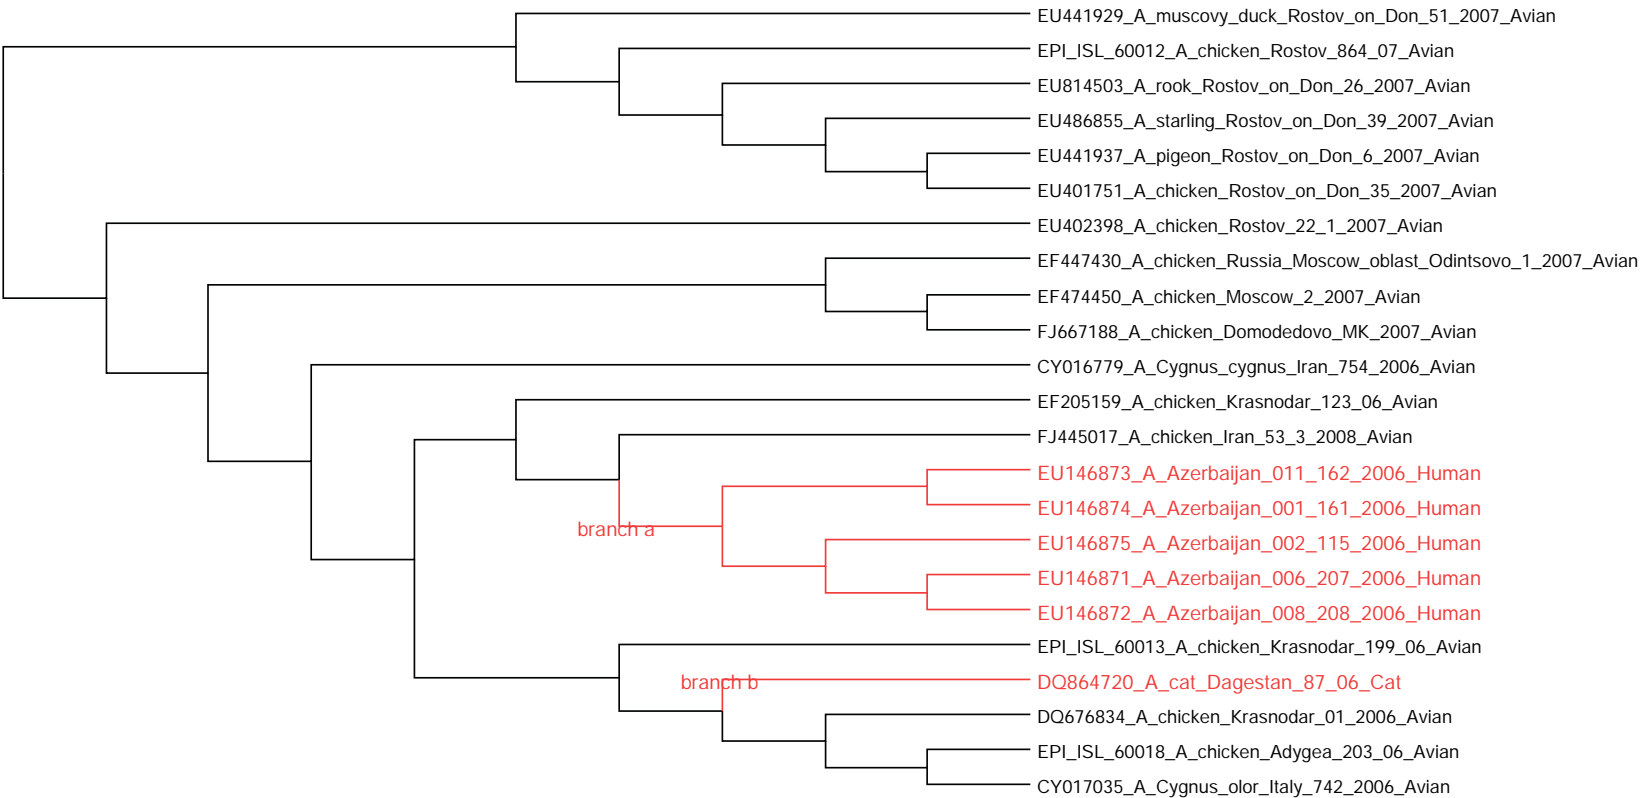 EU441929_A_muscovy_duck_Rostov_on_Don_51_2007_Avian
EPI_ISL_60012_A_chicken_Rostov_864_07_Avian
EU814503_A_rook_Rostov_on_Don_26_2007_Avian
EU486855_A_starling_Rostov_on_Don_39_2007_Avian
EU441937_A_pigeon_Rostov_on_Don_6_2007_Avian
EU401751_A_chicken_Rostov_on_Don_35_2007_Avian
EU402398_A_chicken_Rostov_22_1_2007_Avian
EF447430_A_chicken_Russia_Moscow_oblast_Odintsovo_1_2007_Avian
EF474450_A_chicken_Moscow_2_2007_Avian
FJ667188_A_chicken_Domodedovo_MK_2007_Avian
CY016779_A_Cygnus_cygnus_Iran_754_2006_Avian
EF205159_A_chicken_Krasnodar_123_06_Avian
FJ445017_A_chicken_Iran_53_3_2008_Avian
EU146873_A_Azerbaijan_011_162_2006_Human
EU146874_A_Azerbaijan_001_161_2006_Human
branch a
EU146875_A_Azerbaijan_002_115_2006_Human
EU146871_A_Azerbaijan_006_207_2006_Human
EU146872_A_Azerbaijan_008_208_2006_Human
EPI_ISL_60013_A_chicken_Krasnodar_199_06_Avian
branch b
DQ864720_A_cat_Dagestan_87_06_Cat
DQ676834_A_chicken_Krasnodar_01_2006_Avian
EPI_ISL_60018_A_chicken_Adygea_203_06_Avian
CY017035_A_Cygnus_olor_Italy_742_2006_Avian